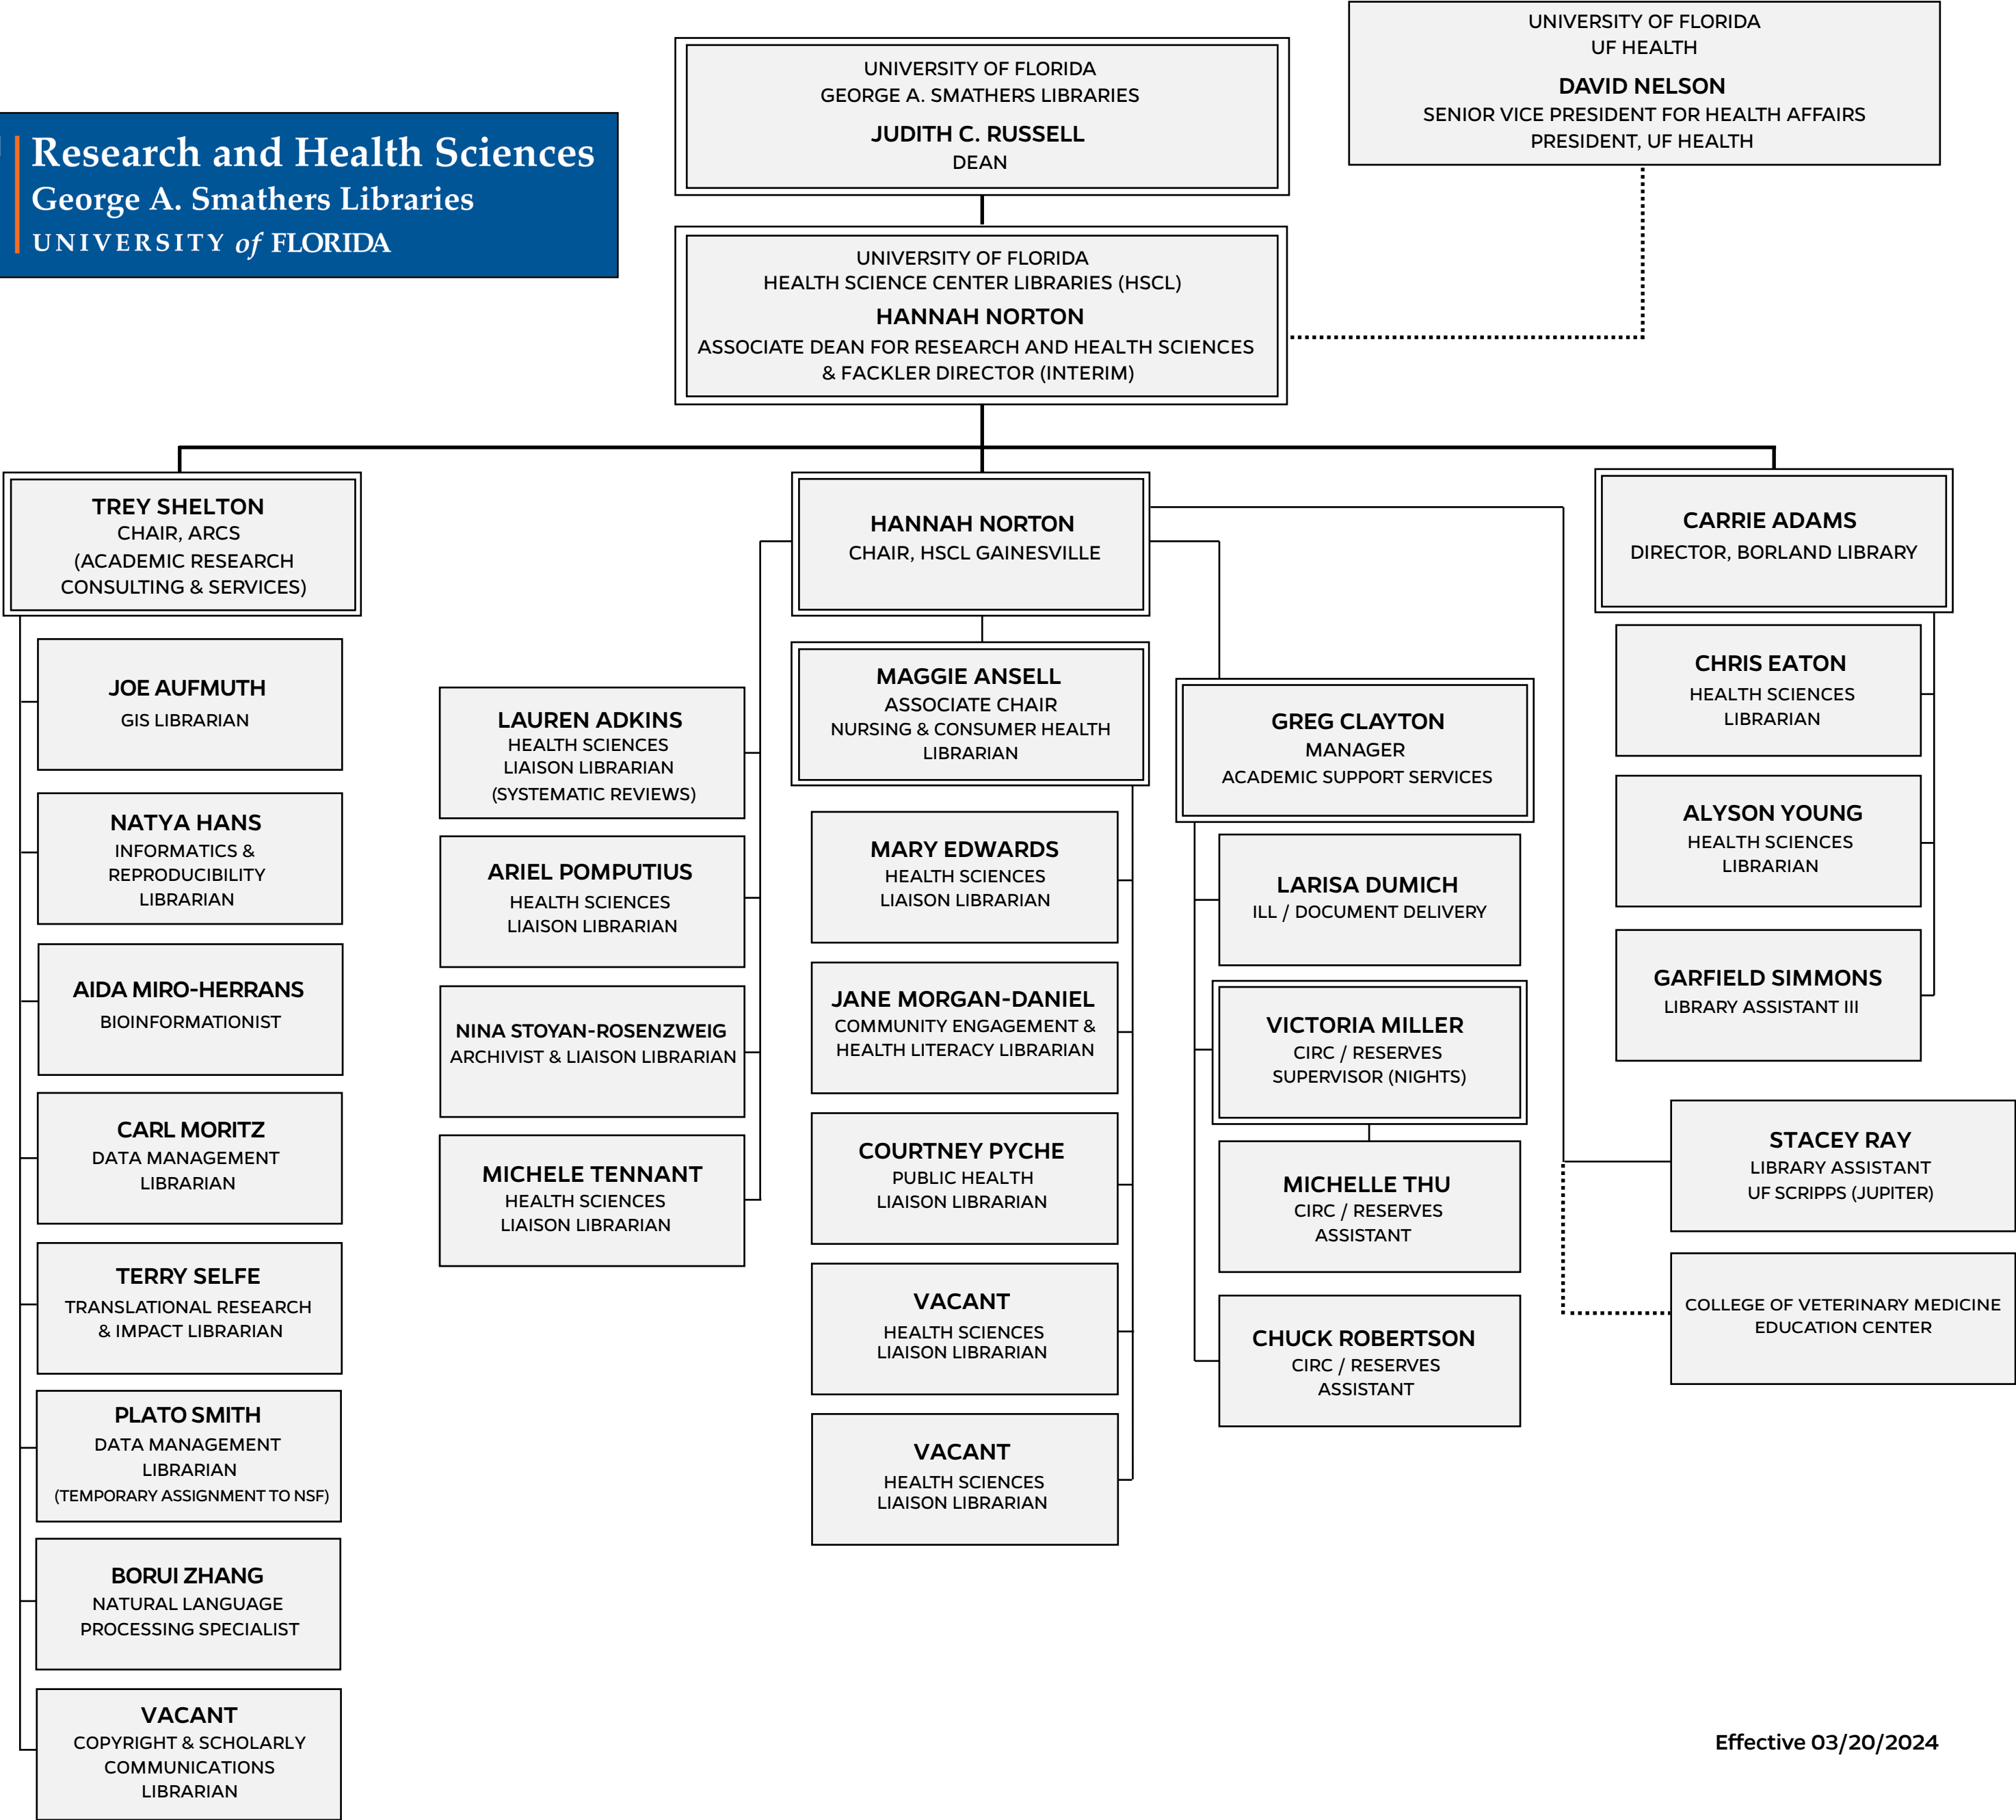 Research and Health Sciences
George A. Smathers Libraries
UNIVERSITY of FLORIDA
UNIVERSITY OF FLORIDA
GEORGE A. SMATHERS LIBRARIES
JUDITH C. RUSSELL
DEAN
UNIVERSITY OF FLORIDA
UF HEALTH
DAVID NELSON
SENIOR VICE PRESIDENT FOR HEALTH AFFAIRS
PRESIDENT, UF HEALTH
UNIVERSITY OF FLORIDA
HEALTH SCIENCE CENTER LIBRARIES (HSCL)
HANNAH NORTON
ASSOCIATE DEAN FOR RESEARCH AND HEALTH SCIENCES
& FACKLER DIRECTOR (INTERIM)
TREY SHELTON
CHAIR, ARCS
(ACADEMIC RESEARCH
CONSULTING & SERVICES)
JOE AUFMUTH
GIS LIBRARIAN
NATYA HANS
INFORMATICS &
REPRODUCIBILITY
LIBRARIAN
AIDA MIRO-HERRANS
BIOINFORMATIONIST
CARL MORITZ
DATA MANAGEMENT
LIBRARIAN
TERRY SELFE
TRANSLATIONAL RESEARCH
& IMPACT LIBRARIAN
PLATO SMITH
DATA MANAGEMENT
LIBRARIAN
(TEMPORARY ASSIGNMENT TO NSF)
BORUI ZHANG
NATURAL LANGUAGE
PROCESSING SPECIALIST
VACANT
COPYRIGHT & SCHOLARLY
COMMUNICATIONS
LIBRARIAN
HANNAH NORTON
CHAIR, HSCL GAINESVILLE
LAUREN ADKINS
HEALTH SCIENCES
LIAISON LIBRARIAN
(SYSTEMATIC REVIEWS)
ARIEL POMPUTIUS
HEALTH SCIENCES
LIAISON LIBRARIAN
NINA STOYAN-ROSENZWEIG
ARCHIVIST & LIAISON LIBRARIAN
MICHELE TENNANT
HEALTH SCIENCES
LIAISON LIBRARIAN
MAGGIE ANSELL
ASSOCIATE CHAIR
NURSING & CONSUMER HEALTH
LIBRARIAN
MARY EDWARDS
HEALTH SCIENCES
LIAISON LIBRARIAN
JANE MORGAN-DANIEL
COMMUNITY ENGAGEMENT &
HEALTH LITERACY LIBRARIAN
COURTNEY PYCHE
PUBLIC HEALTH
LIAISON LIBRARIAN
VACANT
HEALTH SCIENCES
LIAISON LIBRARIAN
VACANT
HEALTH SCIENCES
LIAISON LIBRARIAN
GREG CLAYTON
MANAGER
ACADEMIC SUPPORT SERVICES
LARISA DUMICH
ILL / DOCUMENT DELIVERY
VICTORIA MILLER
CIRC / RESERVES
SUPERVISOR (NIGHTS)
MICHELLE THU
CIRC / RESERVES
ASSISTANT
CHUCK ROBERTSON
CIRC / RESERVES
ASSISTANT
CARRIE ADAMS
DIRECTOR, BORLAND LIBRARY
CHRIS EATON
HEALTH SCIENCES
LIBRARIAN
ALYSON YOUNG
HEALTH SCIENCES
LIBRARIAN
GARFIELD SIMMONS
LIBRARY ASSISTANT III
STACEY RAY
LIBRARY ASSISTANT
UF SCRIPPS (JUPITER)
COLLEGE OF VETERINARY MEDICINE
EDUCATION CENTER
Effective 03/20/2024